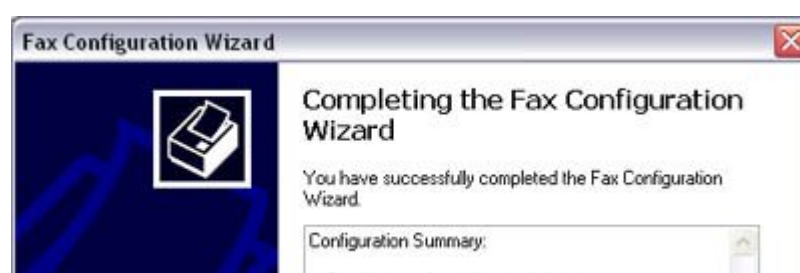 Fax Configuration Wizard
Completing the Fax Configuration
Wizard
You have successfully completed the Fax Configuration
Wizard.
Configuration Summary: